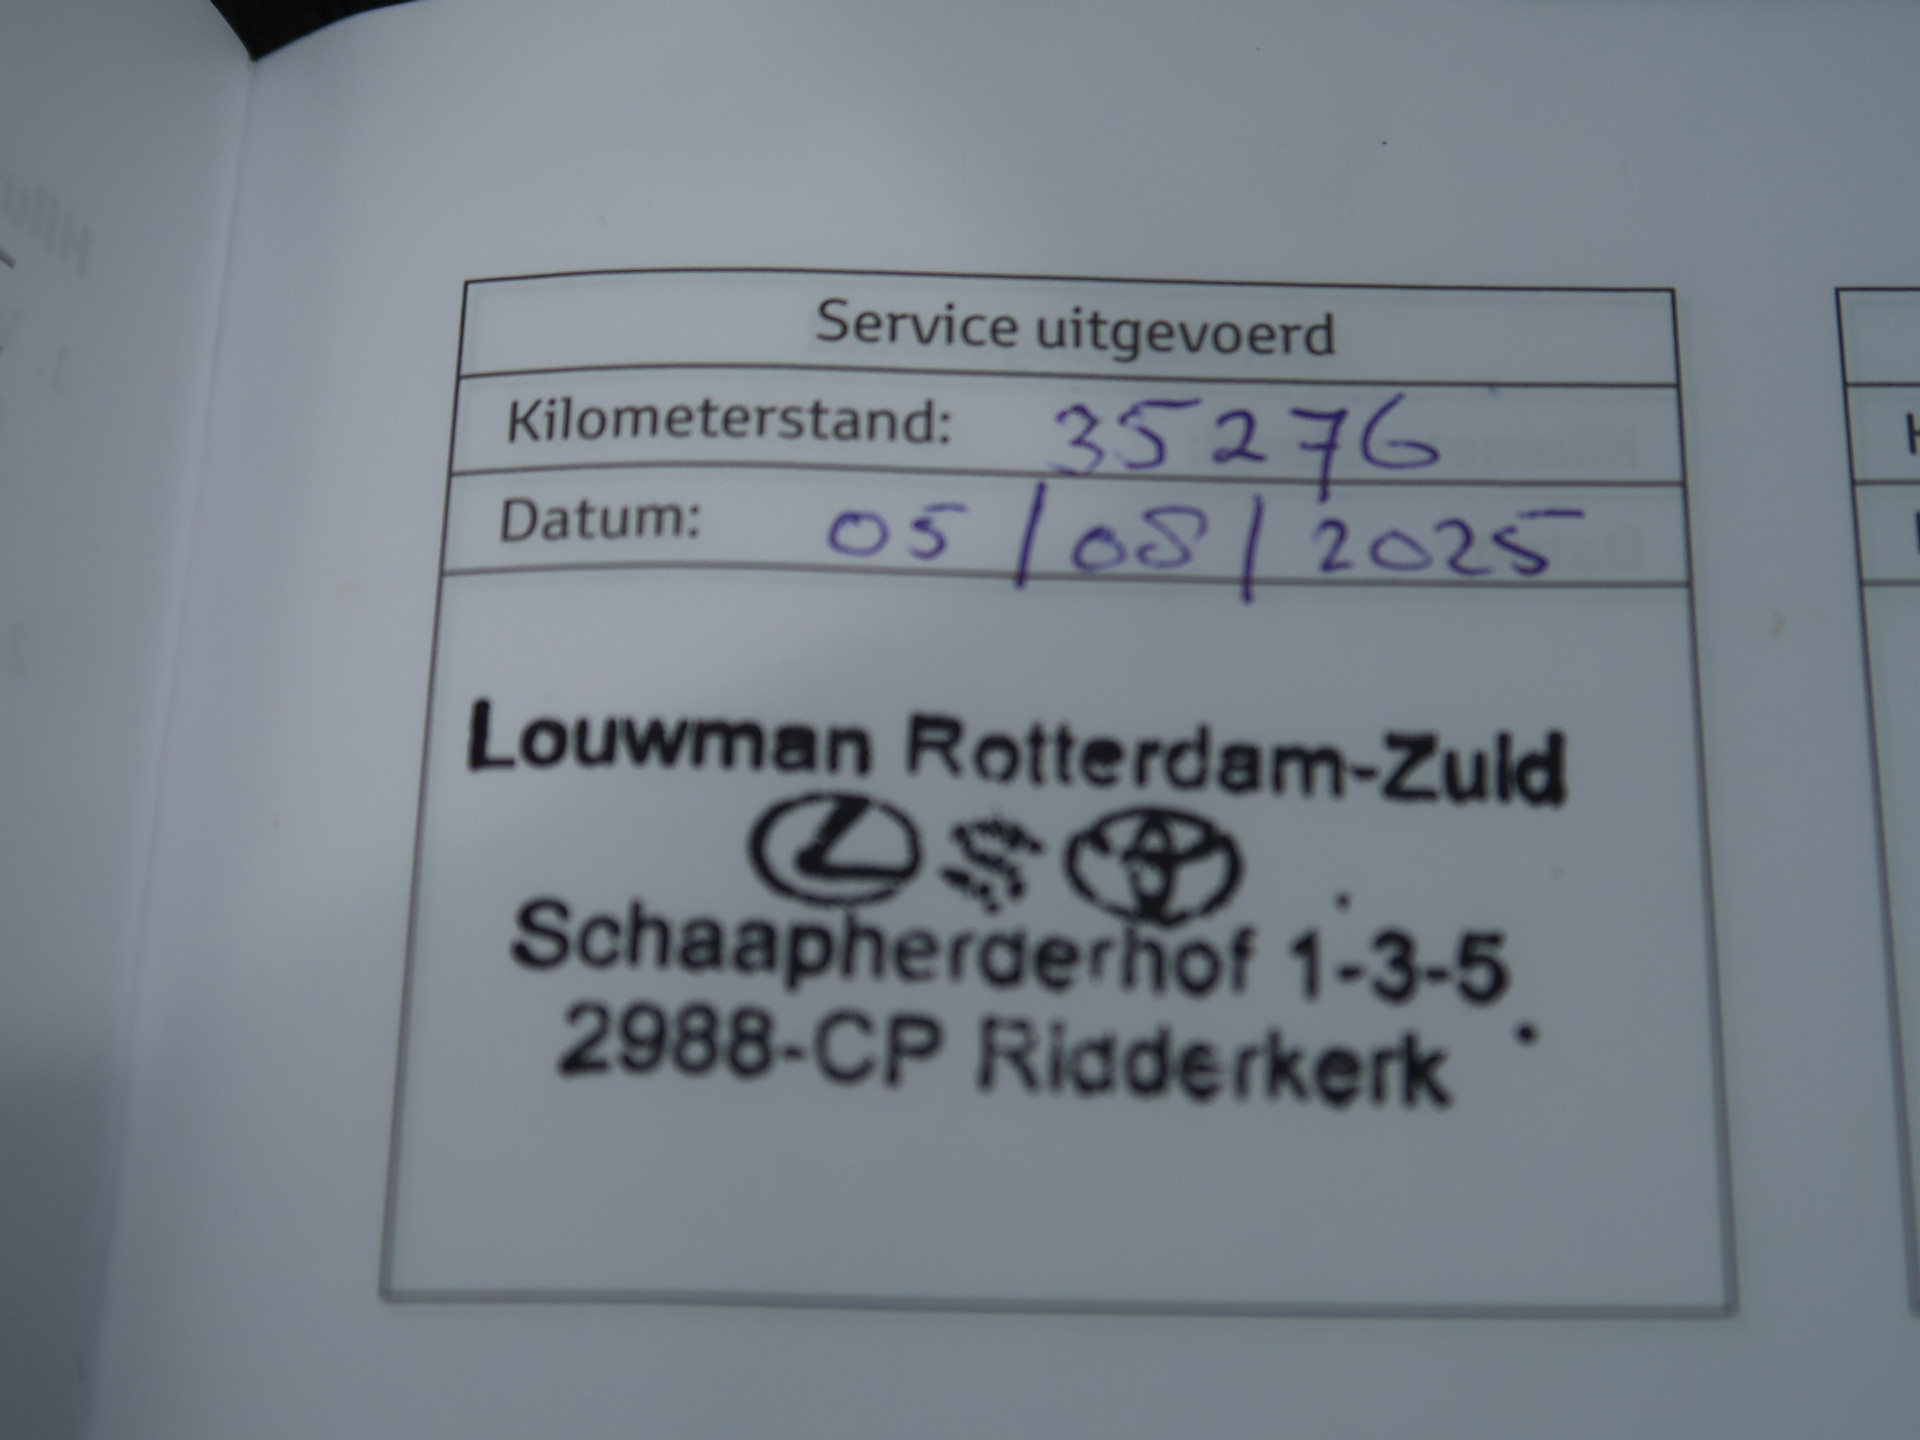 Service uitgevoerd
Kilometerstand: 35276
Datum: 05/08/2025
Louwman Rotterdam-Zuid
Schaapherderhof 1-3-5
2988-CP Ridderkerk